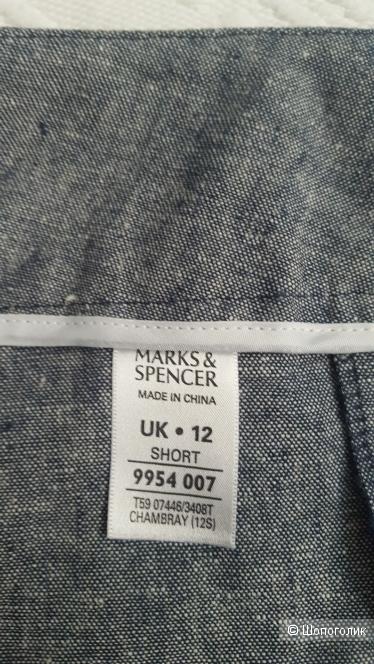 MARKS &
SPENCER
MADE IN CHINA
UK • 12
SHORT
9954 007
T59 07446/3408T
CHAMBRAY (12S)
© Шопоголик